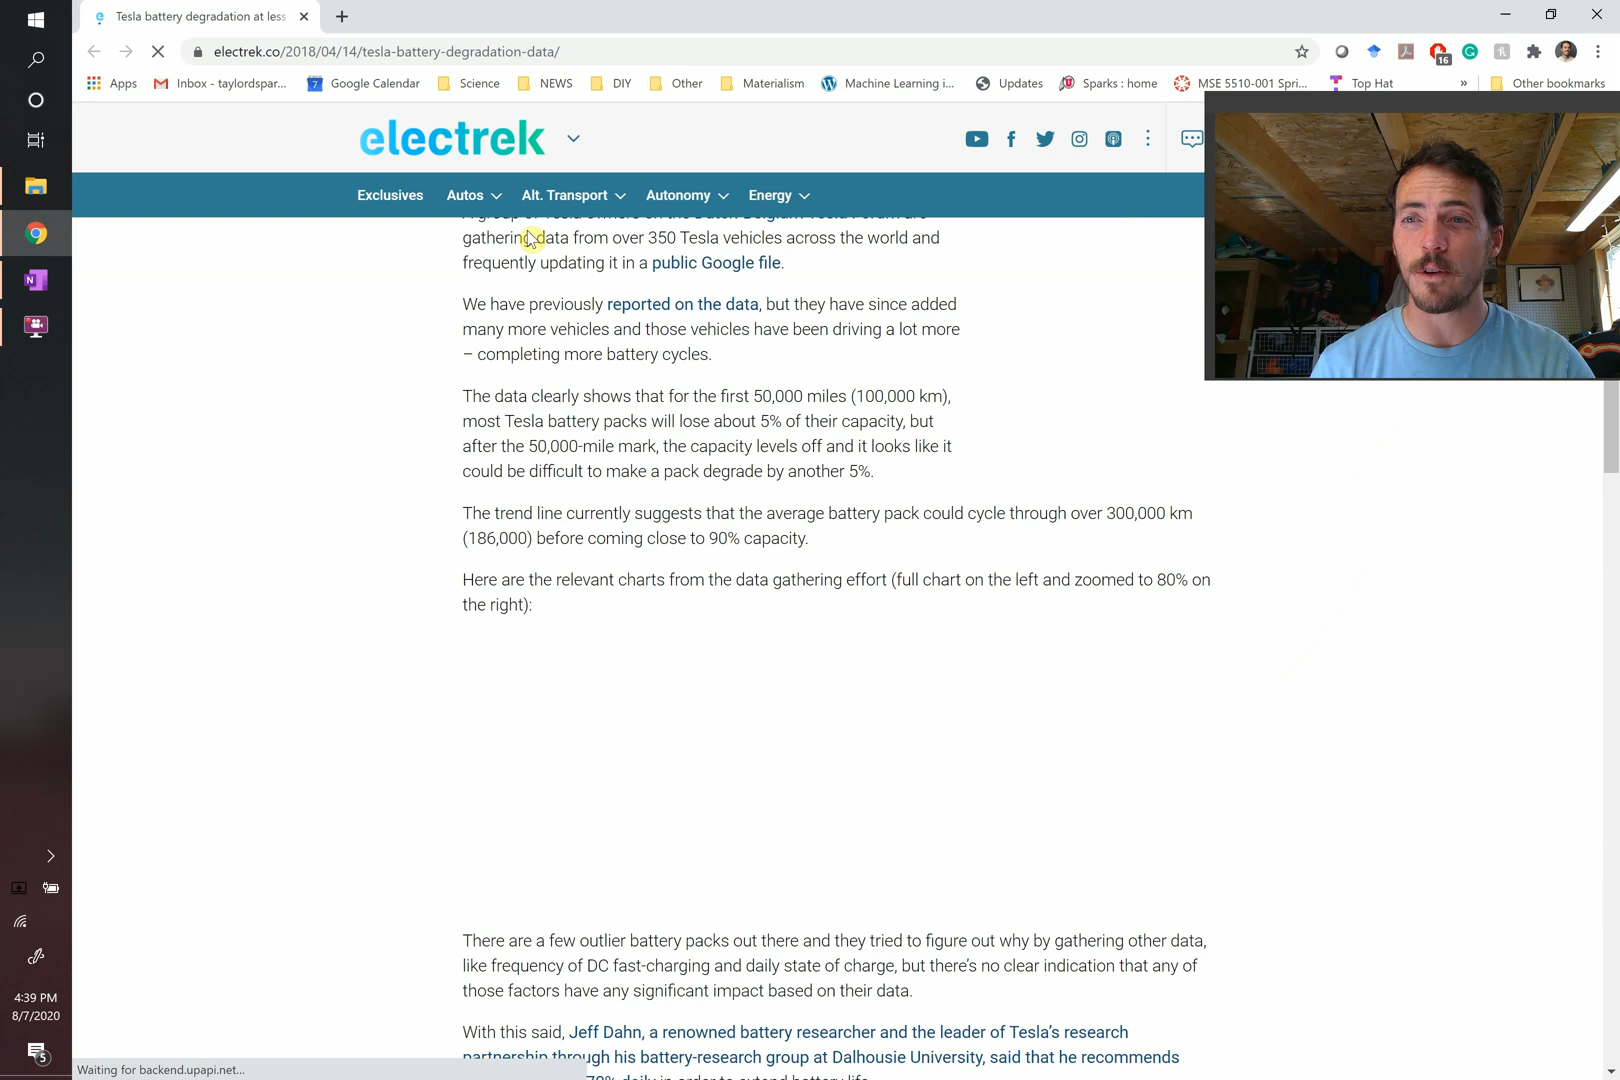 Tesla battery degradation at less
electrek.co/2018/04/14/tesla-battery-degradation-data/
16
Apps
Inbox - taylordspar...
7
Google Calendar
Science
NEWS
DIY
Other
Materialism
Machine Learning i...
Updates
Sparks : home
MSE 5510-001 Spri...
Top Hat
»
Other bookmarks
electrek
Exclusives
Autos
Alt. Transport
Autonomy
Energy
gathering data from over 350 Tesla vehicles across the world and
frequently updating it in a public Google file.
We have previously reported on the data, but they have since added
many more vehicles and those vehicles have been driving a lot more
– completing more battery cycles.
The data clearly shows that for the first 50,000 miles (100,000 km),
most Tesla battery packs will lose about 5% of their capacity, but
after the 50,000-mile mark, the capacity levels off and it looks like it
could be difficult to make a pack degrade by another 5%.
The trend line currently suggests that the average battery pack could cycle through over 300,000 km
(186,000) before coming close to 90% capacity.
Here are the relevant charts from the data gathering effort (full chart on the left and zoomed to 80% on
the right):
There are a few outlier battery packs out there and they tried to figure out why by gathering other data,
like frequency of DC fast-charging and daily state of charge, but there's no clear indication that any of
those factors have any significant impact based on their data.
With this said, Jeff Dahn, a renowned battery researcher and the leader of Tesla's research
partnership through his battery-research group at Dalhousie University, said that he recommends
70% daily in order to extend battery life
Waiting for backend.upapi.net...
4:39 PM
8/7/2020
5